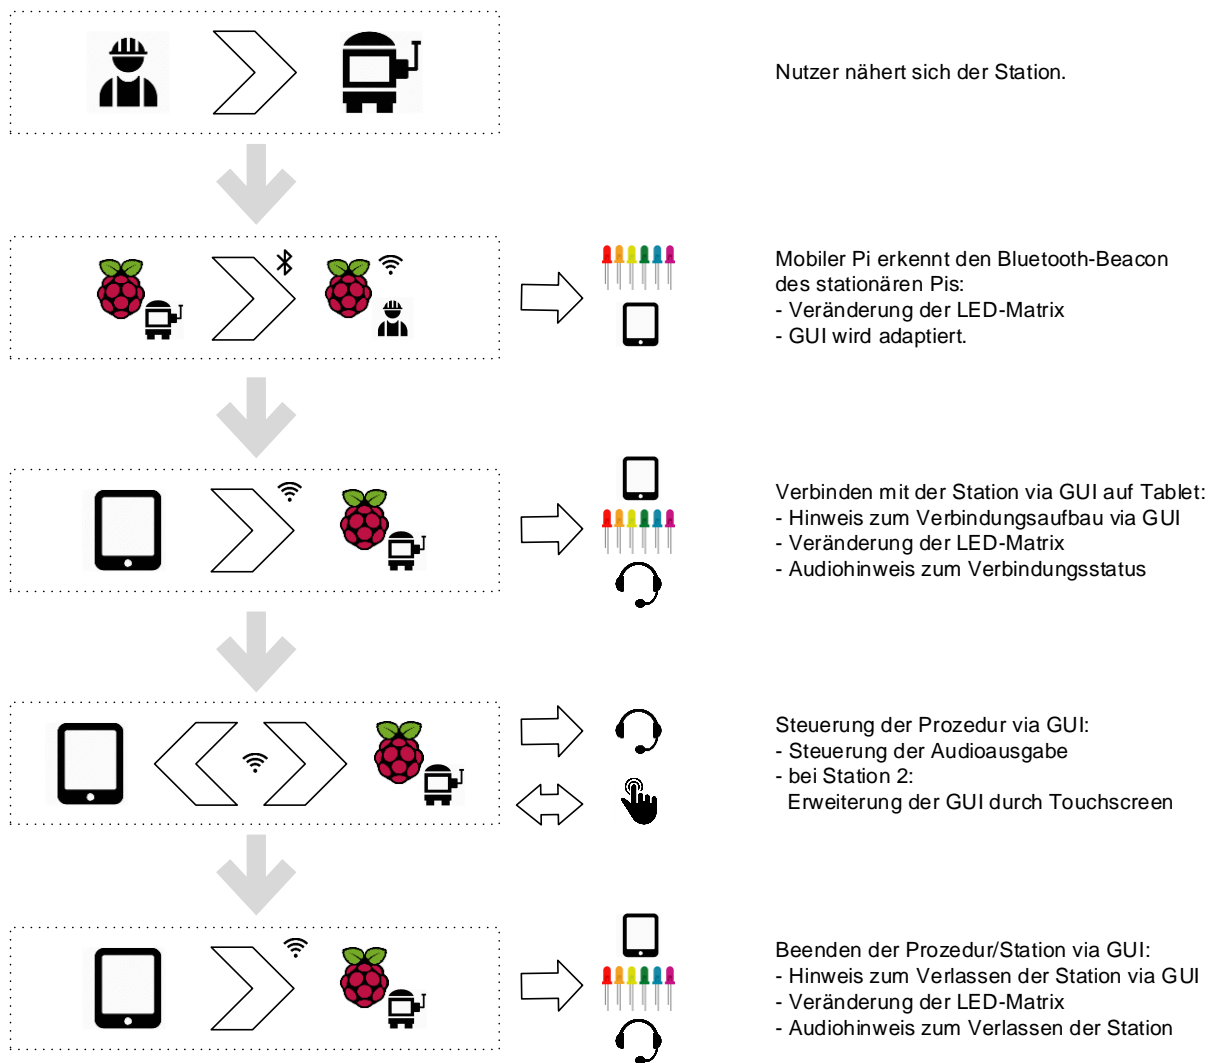 Nutzer nähert sich der Station.
Mobiler Pi erkennt den Bluetooth-Beacon
des stationären Pis:
- Veränderung der LED-Matrix
- GUI wird adaptiert.
Verbinden mit der Station via GUI auf Tablet:
- Hinweis zum Verbindungsaufbau via GUI
- Veränderung der LED-Matrix
- Audiohinweis zum Verbindungsstatus
Steuerung der Prozedur via GUI:
- Steuerung der Audioausgabe
- bei Station 2:
Erweiterung der GUI durch Touchscreen
Beenden der Prozedur/Station via GUI:
- Hinweis zum Verlassen der Station via GUI
- Veränderung der LED-Matrix
- Audiohinweis zum Verlassen der Station